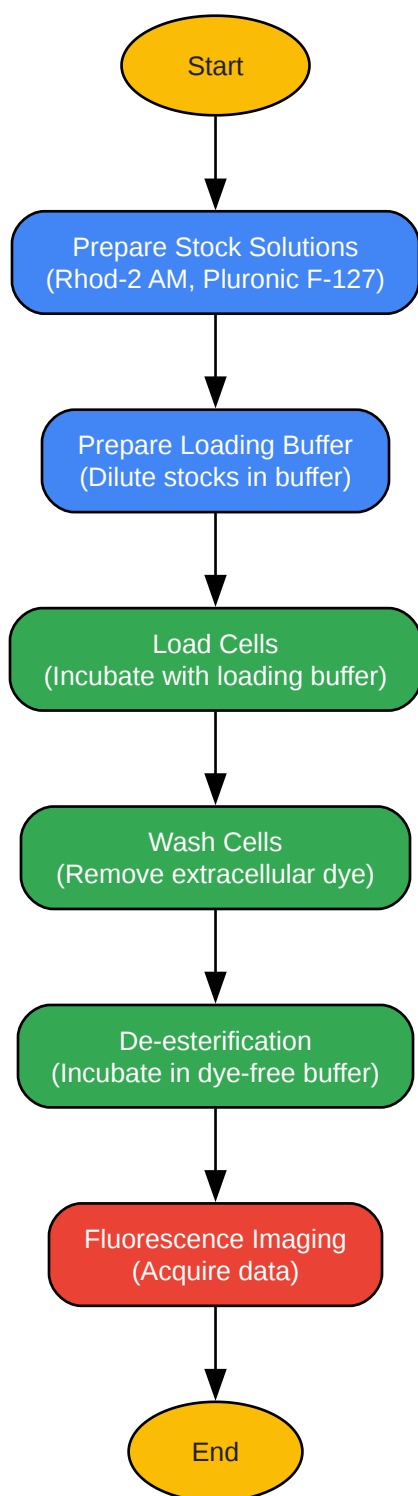 Start
Prepare Stock Solutions
(Rhod-2 AM, Pluronic F-127)
Prepare Loading Buffer
(Dilute stocks in buffer)
Load Cells
(Incubate with loading buffer)
Wash Cells
(Remove extracellular dye)
De-esterification
(Incubate in dye-free buffer)
Fluorescence Imaging
(Acquire data)
End